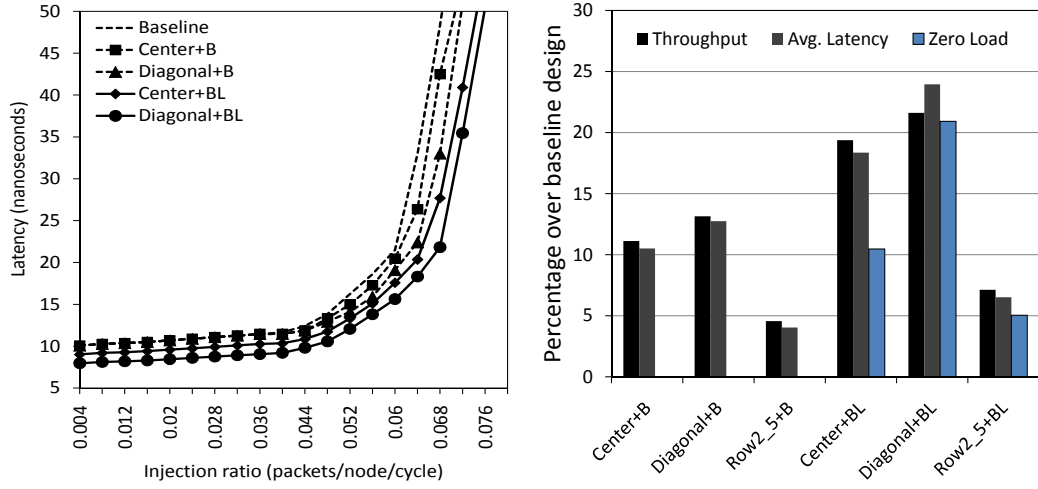 50
45
40
35
30
25
20
15
10
5
Latency (nanoseconds)
Baseline
Center+B
Diagonal+B
Center+BL
Diagonal+BL
0.004
0.012
0.02
0.028
0.036
0.044
0.052
0.06
0.068
0.076
Injection ratio (packets/node/cycle)
30
25
20
15
10
5
0
Percentage over baseline design
Throughput Avg. Latency Zero Load
Center+B
Diagonal+B
Row2_5+B
Center+BL
Diagonal+BL
Row2_5+BL